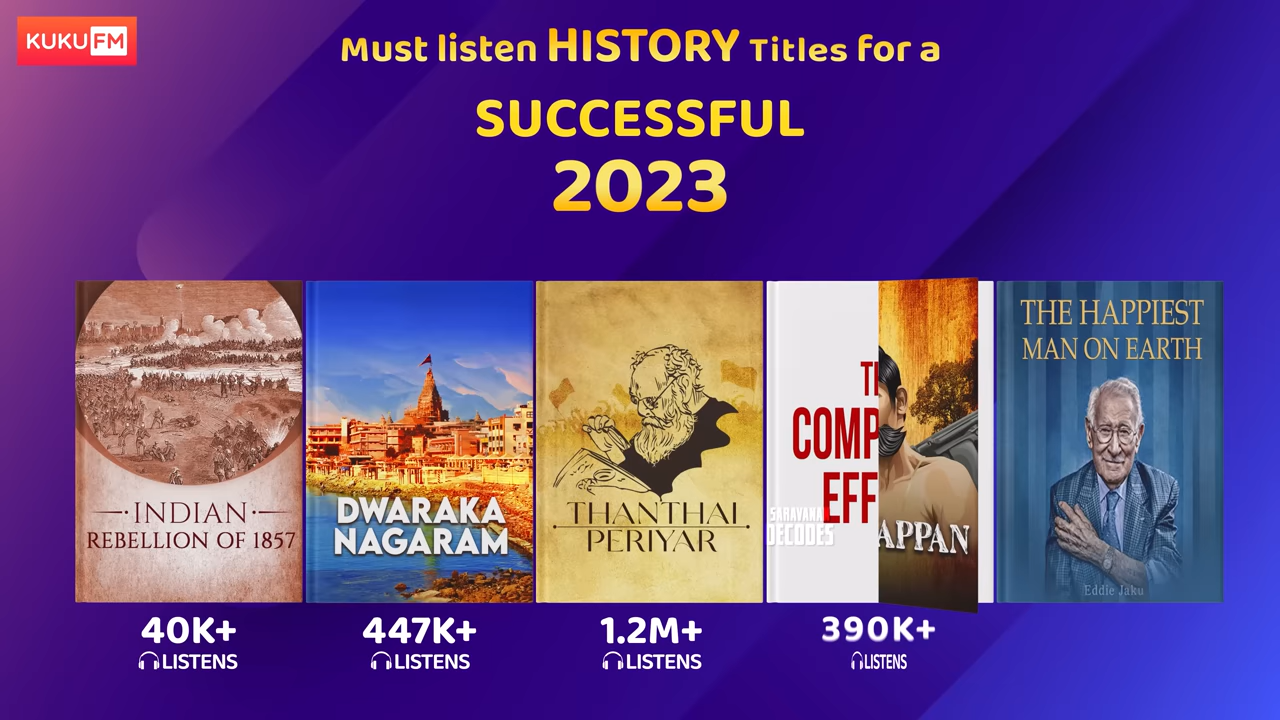 KUKU FM
Must listen HISTORY Titles for a
SUCCESSFUL
2023
INDIAN
REBELLION OF 1857
DWARAKA
NAGARAM
THANTHAI
PERIYAR
COMP
EFF
DECODES
APPAN
THE HAPPIEST
MAN ON EARTH
Eddie Jaku
40K+
LISTENS
447K+
LISTENS
1.2M+
LISTENS
390K+
LISTENS